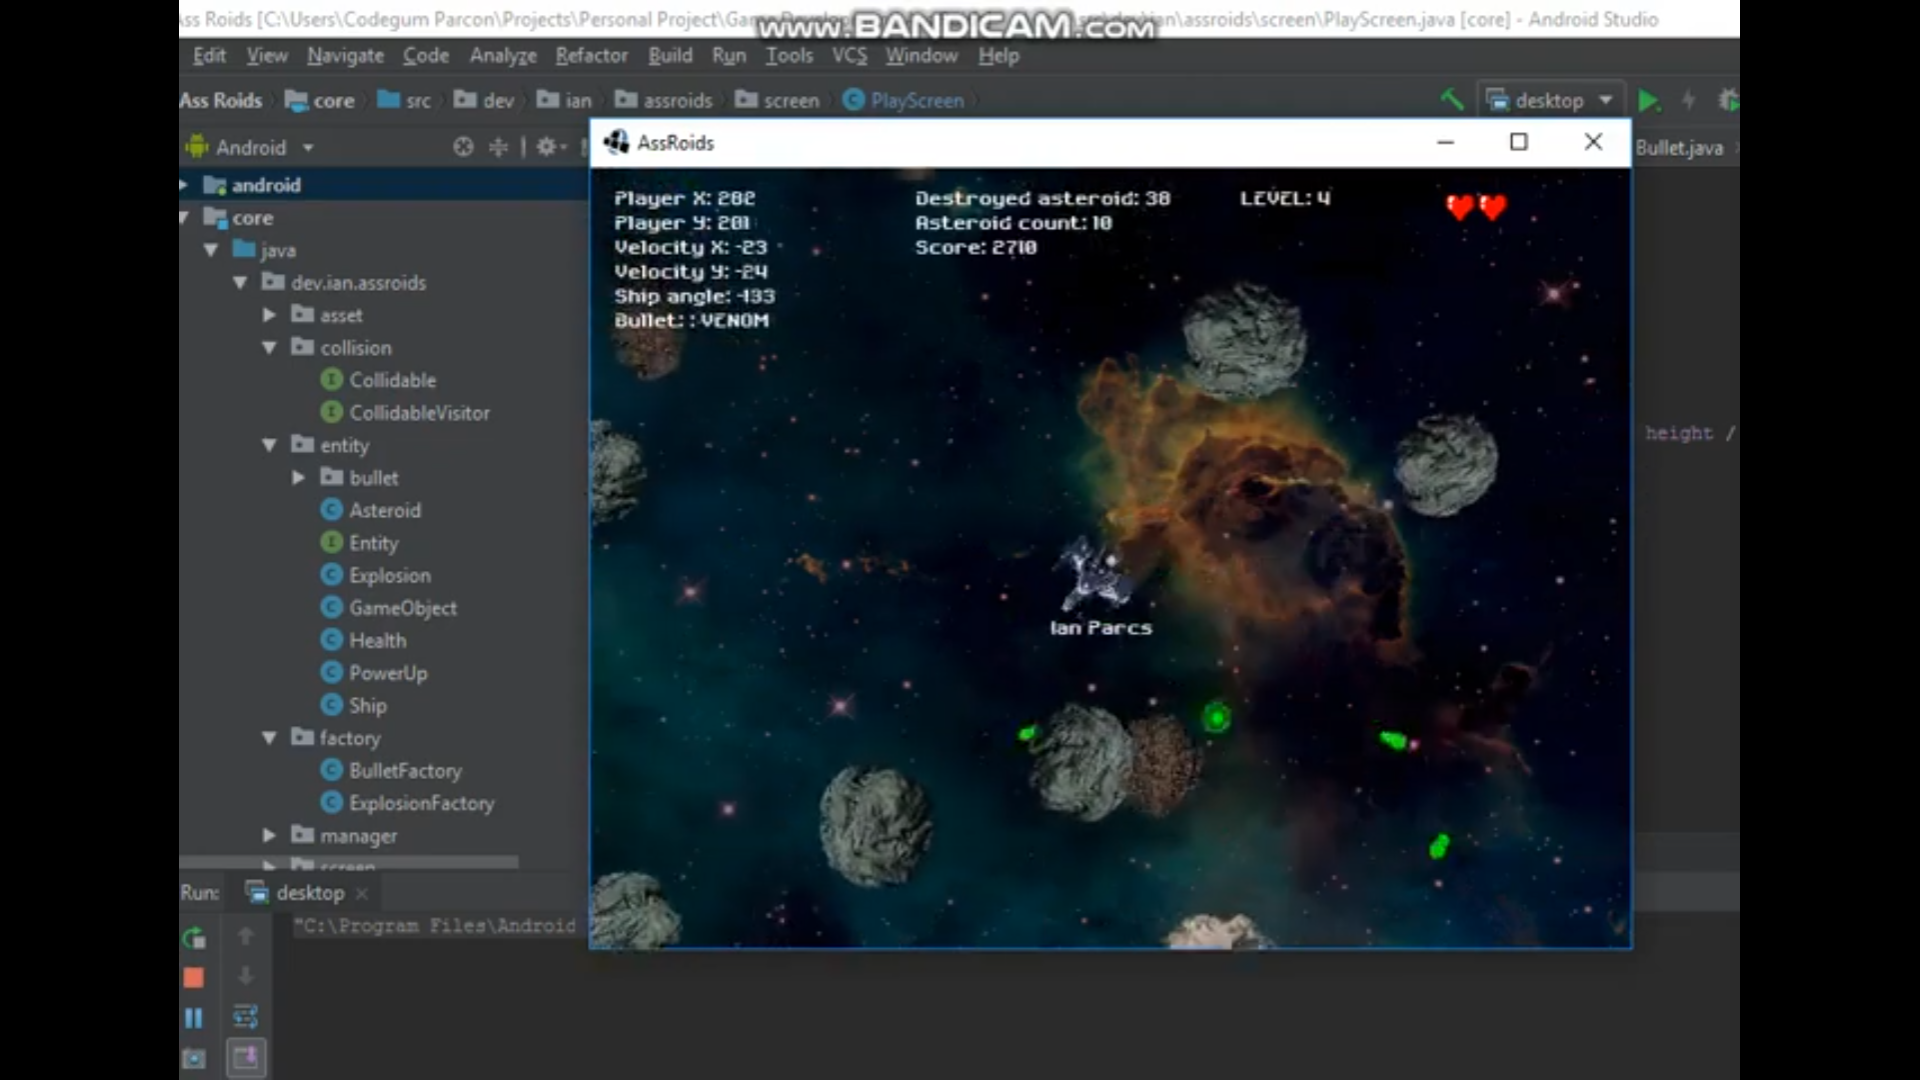 Ass Roids [C:\Users\Codegum Parcon\Projects\Personal Project\Ga
an\assroids\screen\PlayScreen.java [core] - Android Studio
www.BANDICAM.com
Edit View Navigate Code Analyze Refactor Build Run Tools VCS Window Help
Ass Roids core src dev ian assroids screen PlayScreen desktop
Android
AssRoids
Bullet.java
android
core
java
dev.ian.assroids
asset
collision
Collidable
CollidableVisitor
entity
bullet
Asteroid
Entity
Explosion
GameObject
Health
PowerUp
Ship
factory
BulletFactory
ExplosionFactory
manager
screen
Player X: 282
Player Y: 201
Velocity X: -23
Velocity Y: -24
Ship angle: -133
Bullet: :VENOM
Destroyed asteroid: 38
Asteroid count: 10
Score: 2710
LEVEL: 4
height /
Ian Parcs
Run: desktop
"C:\Program Files\Android